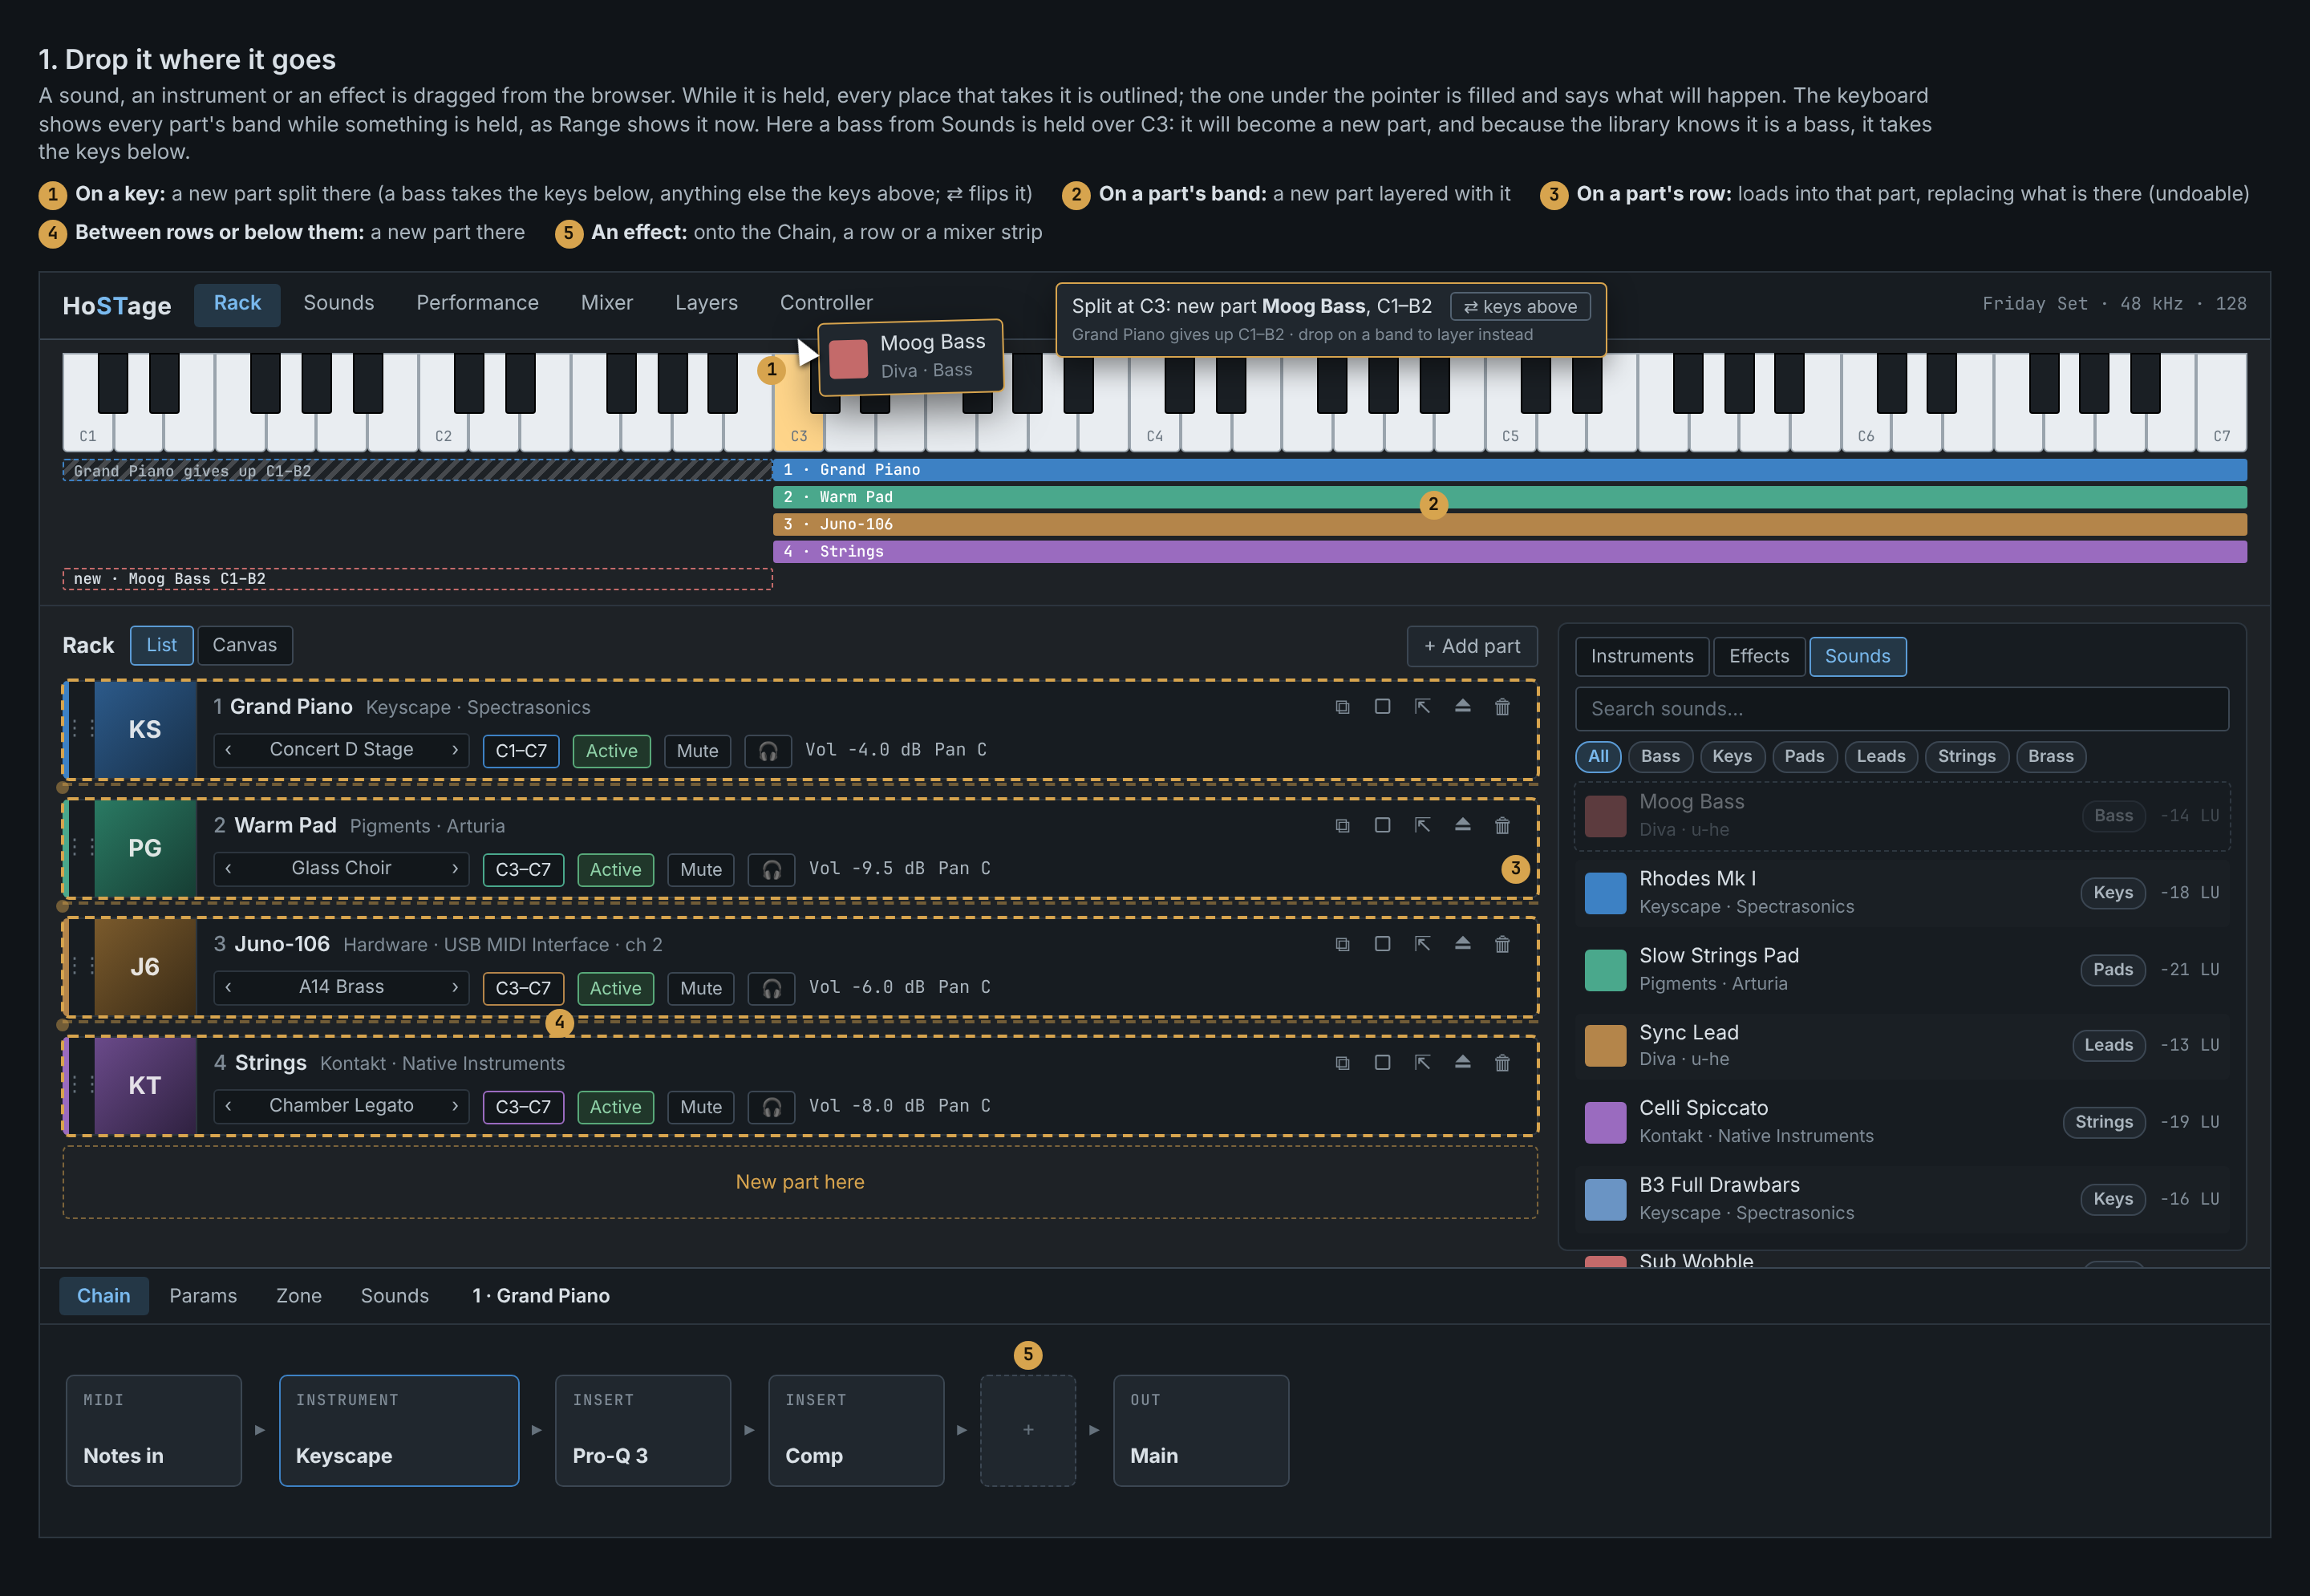 1. Drop it where it goes
A sound, an instrument or an effect is dragged from the browser. While it is held, every place that takes it is outlined; the one under the pointer is filled and says what will happen. The keyboard
shows every part's band while something is held, as Range shows it now. Here a bass from Sounds is held over C3: it will become a new part, and because the library knows it is a bass, it takes
the keys below.
1 On a key: a new part split there (a bass takes the keys below, anything else the keys above; ⇄ flips it) 2 On a part's band: a new part layered with it 3 On a part's row: loads into that part, replacing what is there (undoable)
4 Between rows or below them: a new part there 5 An effect: onto the Chain, a row or a mixer strip
HoSTage Rack Sounds Performance Mixer Layers Controller
Split at C3: new part Moog Bass, C1–B2 ⇄ keys above
Grand Piano gives up C1–B2 · drop on a band to layer instead
Friday Set · 48 kHz · 128
Moog Bass
Diva · Bass
1
C1 C2 C3 C4 C5 C6 C7
Grand Piano gives up C1–B2
1 · Grand Piano
2 · Warm Pad
2
3 · Juno-106
4 · Strings
new · Moog Bass C1–B2
Rack List Canvas + Add part
1 Grand Piano Keyscape · Spectrasonics
KS
‹ Concert D Stage › C1–C7 Active Mute Vol -4.0 dB Pan C
2 Warm Pad Pigments · Arturia
PG
‹ Glass Choir › C3–C7 Active Mute Vol -9.5 dB Pan C
3
3 Juno-106 Hardware · USB MIDI Interface · ch 2
J6
‹ A14 Brass › C3–C7 Active Mute Vol -6.0 dB Pan C
4
4 Strings Kontakt · Native Instruments
KT
‹ Chamber Legato › C3–C7 Active Mute Vol -8.0 dB Pan C
New part here
Instruments Effects Sounds
Search sounds...
All Bass Keys Pads Leads Strings Brass
Moog Bass
Diva · u-he
Bass -14 LU
Rhodes Mk I
Keyscape · Spectrasonics
Keys -18 LU
Slow Strings Pad
Pigments · Arturia
Pads -21 LU
Sync Lead
Diva · u-he
Leads -13 LU
Celli Spiccato
Kontakt · Native Instruments
Strings -19 LU
B3 Full Drawbars
Keyscape · Spectrasonics
Keys -16 LU
Sub Wobble
Chain Params Zone Sounds 1 · Grand Piano
5
MIDI
Notes in
INSTRUMENT
Keyscape
INSERT
Pro-Q 3
INSERT
Comp
+
OUT
Main